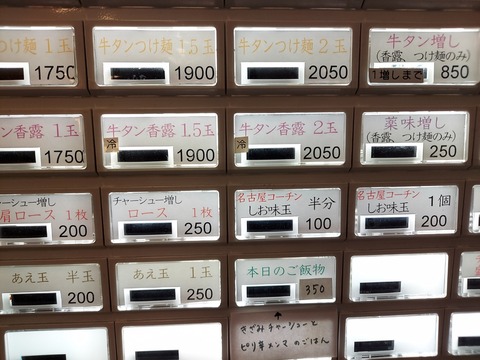 つけ麺 1玉
1750
牛タンつけ麺 1.5玉
1900
牛タンつけ麺 2玉
2050
牛タン増し
(香露、つけ麺のみ)
1増しまで
850
タン香露 1玉
1750
牛タン香露 1.5玉
冷
1900
牛タン香露 2玉
冷
2050
薬味増し
(香露、つけ麺のみ)
250
チャーシュー増し
肩ロース 1枚
200
チャーシュー増し
ロース 1枚
250
名古屋コーチン
しお味玉 半分
100
名古屋コーチン
しお味玉 1個
200
あえ玉 半玉
200
あえ玉 1玉
250
本日のご飯物
350
↑
きざみチャーシューと
ピリ辛メンマのごはん